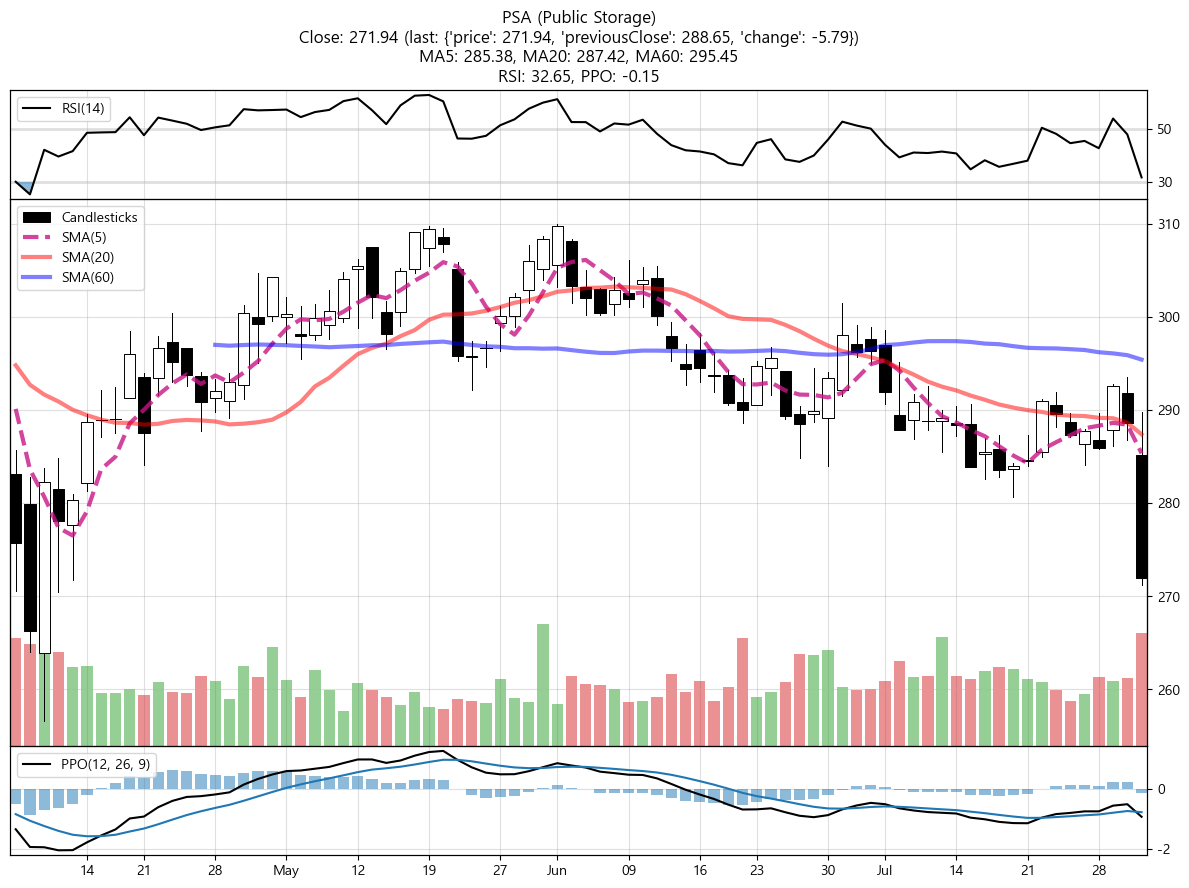 PSA (Public Storage)
Close: 271.94 (last: {'price': 271.94, 'previousClose': 288.65, 'change': -5.79})
MA5: 285.38, MA20: 287.42, MA60: 295.45
RSI: 32.65, PPO: -0.15
RSI(14)
50
30
Candlesticks
SMA(5)
SMA(20)
SMA(60)
310
300
290
280
270
260
PPO(12, 26, 9)
0
-2
14 21 28 May 12 19 27 Jun 09 16 23 30 Jul 14 21 28